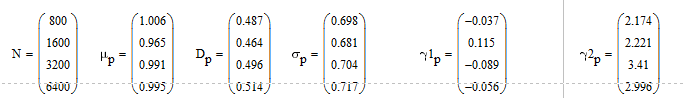 N = (800 1600 3200 6400) μp = (1.006 0.965 0.991 0.995) Dp = (0.487 0.464 0.496 0.514) σp = (0.698 0.681 0.704 0.717) γ1p = (−0.037 0.115 −0.089 −0.056) γ2p = (2.174 2.221 3.41 2.996)